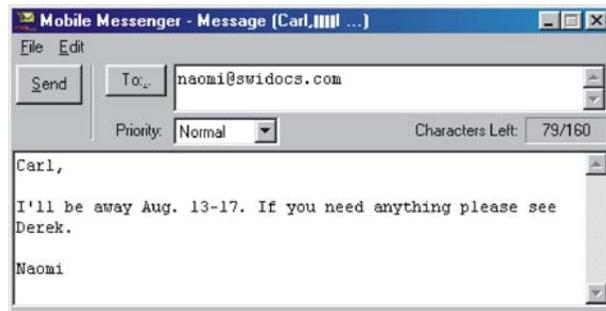 Mobile Messenger - Message (Carl, ...)
File Edit
Send
To:..
naomi@swidocs.com
Priority:
Normal
Characters Left:
79/160
Carl,
I'll be away Aug. 13-17. If you need anything please see
Derek.
Naomi